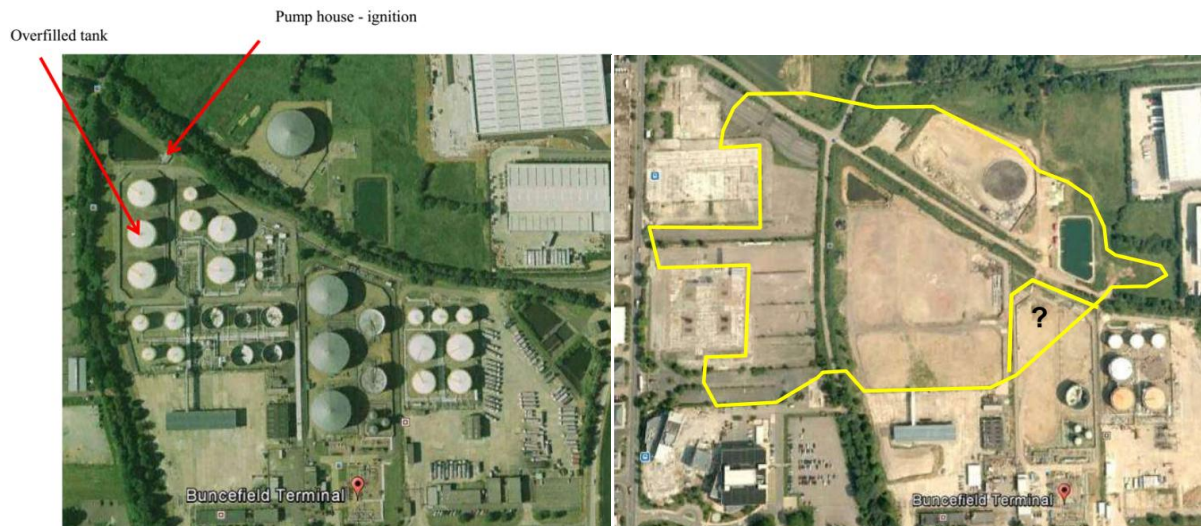 Pump house - ignition
Overfilled tank
?
Buncefield Terminal
Buncefield Terminal